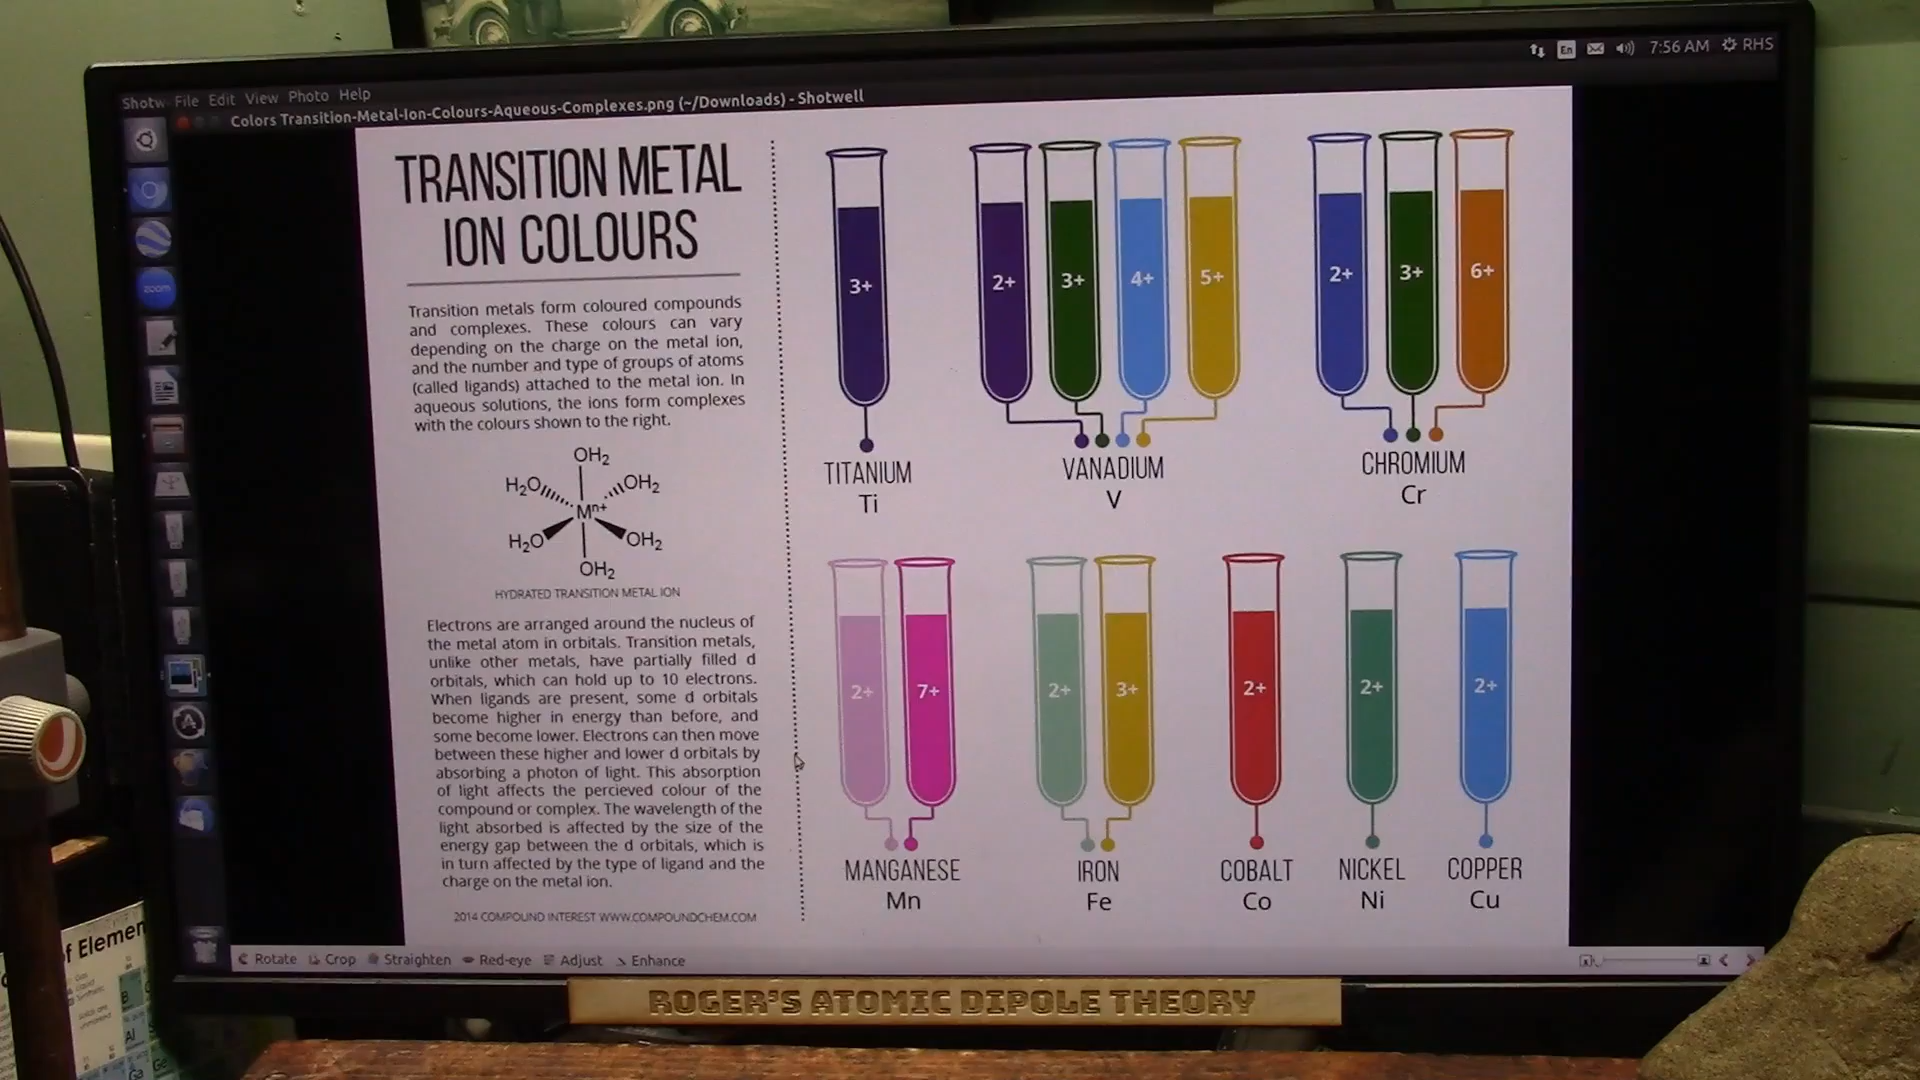 7:56 AM RHS
En
Shotw File Edit View Photo Help
Colors Transition-Metal-Ion-Colours-Aqueous-Complexes.png (~/Downloads) - Shotwell
zoom
TRANSITION METAL
ION COLOURS
Transition metals form coloured compounds
and complexes. These colours can vary
depending on the charge on the metal ion,
and the number and type of groups of atoms
(called ligands) attached to the metal ion. In
aqueous solutions, the ions form complexes
with the colours shown to the right.
OH2
H2O OH2
Mn+
H2O OH2
OH2
HYDRATED TRANSITION METAL ION
Electrons are arranged around the nucleus of
the metal atom in orbitals. Transition metals,
unlike other metals, have partially filled d
orbitals, which can hold up to 10 electrons.
When ligands are present, some d orbitals
become higher in energy than before, and
some become lower. Electrons can then move
between these higher and lower d orbitals by
absorbing a photon of light. This absorption
of light affects the percieved colour of the
compound or complex. The wavelength of the
light absorbed is affected by the size of the
energy gap between the d orbitals, which is
in turn affected by the type of ligand and the
charge on the metal ion.
2014 COMPOUND INTEREST WWW.COMPOUNDCHEM.COM
3+ 2+ 3+ 4+ 5+ 2+ 3+ 6+
TITANIUM VANADIUM CHROMIUM
Ti V Cr
2+ 7+ 2+ 3+ 2+ 2+ 2+
MANGANESE IRON COBALT NICKEL COPPER
Mn Fe Co Ni Cu
Rotate Crop Straighten Red-eye Adjust Enhance
ROGER'S ATOMIC DIPOLE THEORY
f Elemen
B
Al
Ga Ge